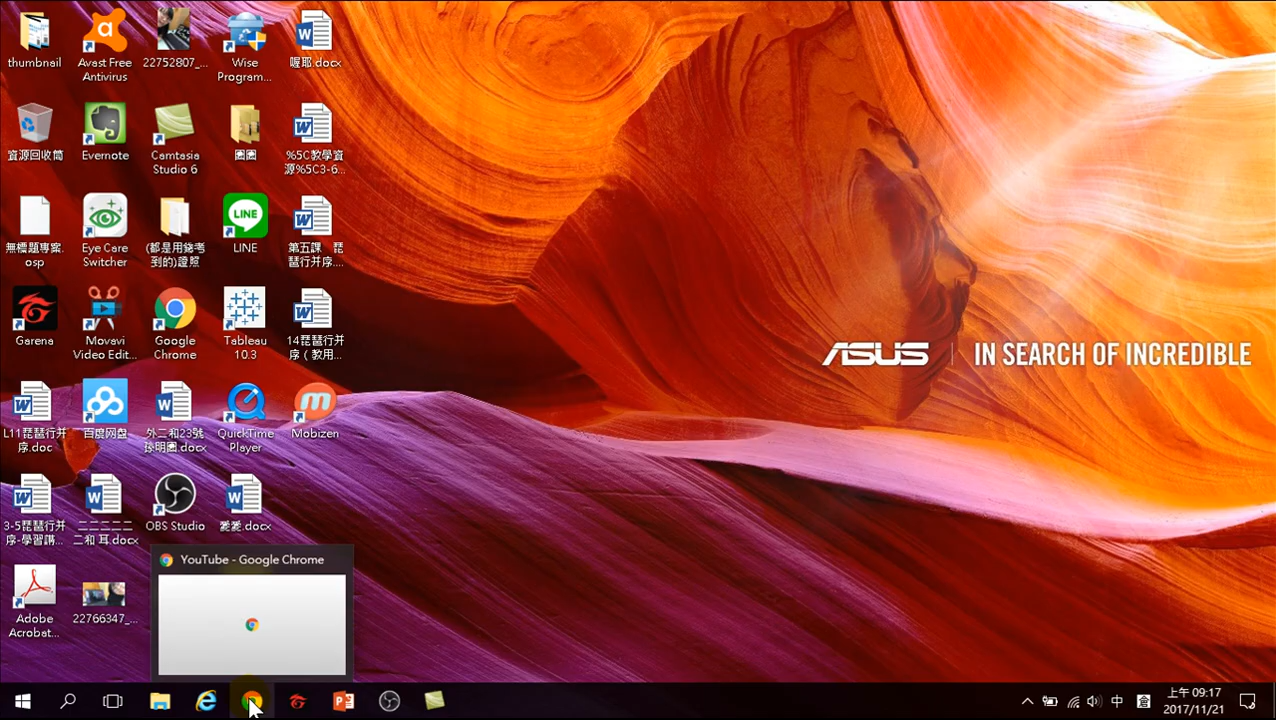 thumbnail
Avast Free
Antivirus
22752807_...
Wise
Program...
喔耶.docx
資源回收筒
Evernote
Camtasia
Studio 6
團團
%5C教學資
源%5C3-6...
無標題專案.
osp
Eye Care
Switcher
(都是用錢考
到的)證照
LINE
第五課 琵
琶行并序....
Garena
Movavi
Video Edit...
Google
Chrome
Tableau
10.3
14琵琶行并
序（教用...
ASUS
IN SEARCH OF INCREDIBLE
L11琵琶行并
序.doc
百度网盘
外二和23號
QuickTime
Player
Mobizen
3-5琵琶行并
序-學習講...
二二二二二
二和 耳.docx
OBS Studio
愛愛.docx
Adobe
Acrobat...
22766347_...
YouTube - Google Chrome
中
倉
上午 09:17
2017/11/21